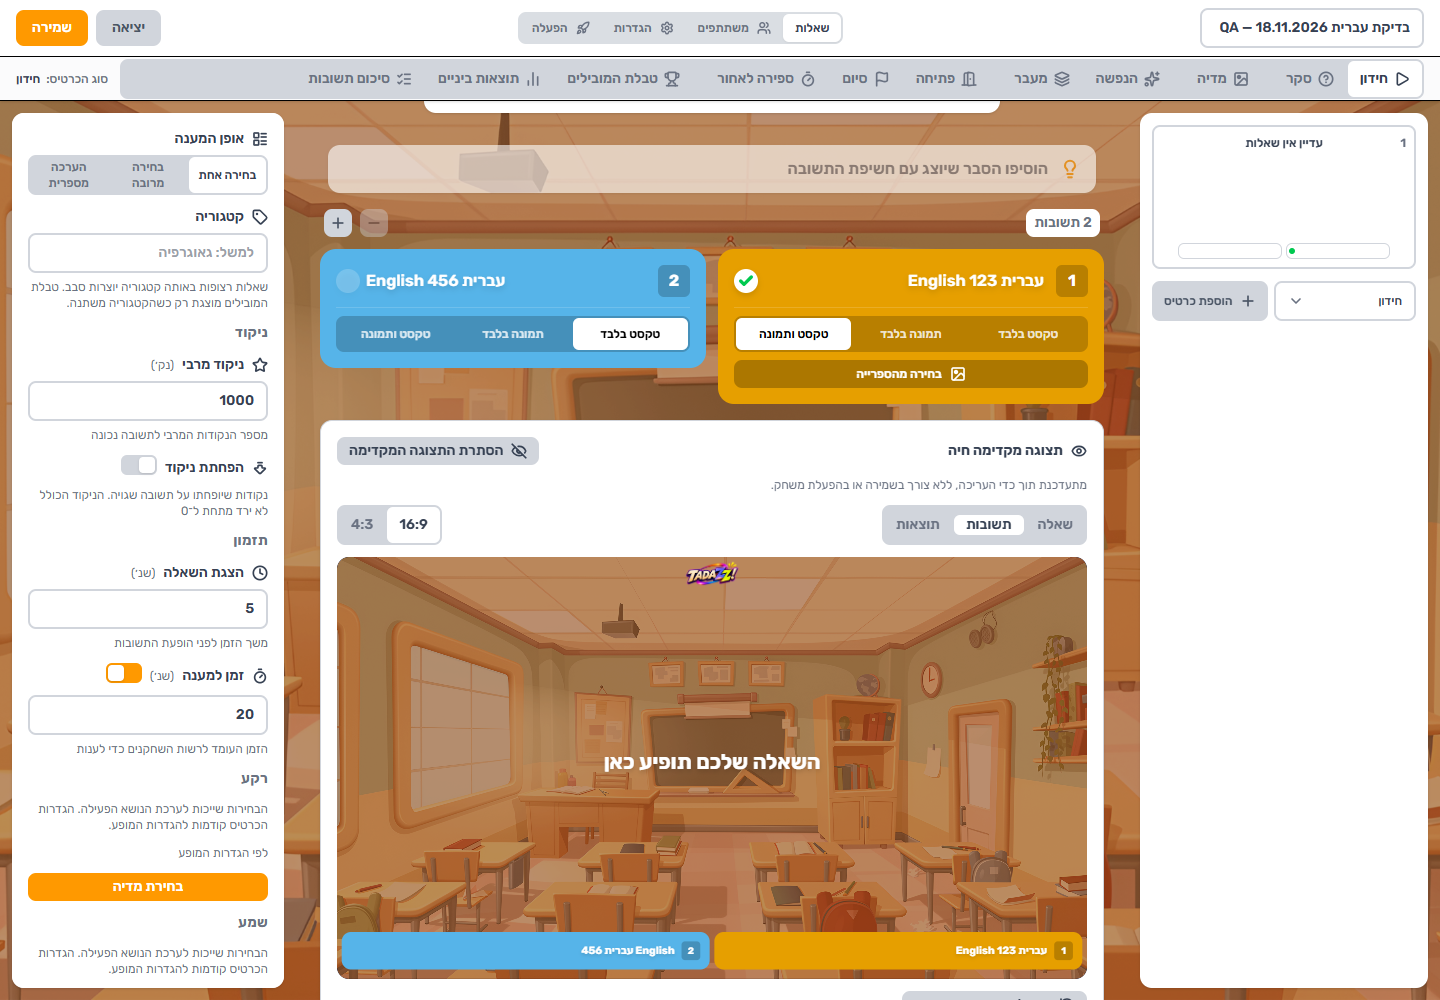 בדיקת עברית QA — 18.11.2026
שאלות
משתתפים
הגדרות
הפעלה
יציאה
שמירה
חידון
סקר
מדיה
הנפשה
מעבר
פתיחה
סיום
ספירה לאחור
טבלת המובילים
תוצאות ביניים
סיכום תשובות
סוג הכרטיס: חידון
1
עדיין אין שאלות
חידון
הוספת כרטיס
הוסיפו הסבר שיוצג עם חשיפת התשובה
2 תשובות
1
עברית English 123
טקסט בלבד
תמונה בלבד
טקסט ותמונה
בחירה מהספרייה
2
עברית English 456
טקסט בלבד
תמונה בלבד
טקסט ותמונה
תצוגה מקדימה חיה
הסתרת התצוגה המקדימה
מתעדכנת תוך כדי העריכה, ללא צורך בשמירה או בהפעלת משחק.
שאלה
תשובות
תוצאות
16:9
4:3
TADAZZ!
השאלה שלכם תופיע כאן
1
עברית English 123
2
English עברית 456
אופן המענה
בחירה אחת
בחירה מרובה
הערכה מספרית
קטגוריה
למשל: גאוגרפיה
שאלות רצופות באותה קטגוריה יוצרות סבב. טבלת
המובילים מוצגת רק כשהקטגוריה משתנה.
ניקוד
ניקוד מרבי (נק׳)
1000
מספר הנקודות המרבי לתשובה נכונה
הפחתת ניקוד
נקודות שיופחתו על תשובה שגויה. הניקוד הכולל
לא ירד מתחת ל־0
תזמון
הצגת השאלה (שנ׳)
5
משך הזמן לפני הופעת התשובות
זמן למענה (שנ׳)
20
הזמן העומד לרשות השחקנים כדי לענות
רקע
הבחירות שייכות לערכת הנושא הפעילה. הגדרות
הכרטיס קודמות להגדרות המופע.
לפי הגדרות המופע
בחירת מדיה
שמע
הבחירות שייכות לערכת הנושא הפעילה. הגדרות
הכרטיס קודמות להגדרות המופע.